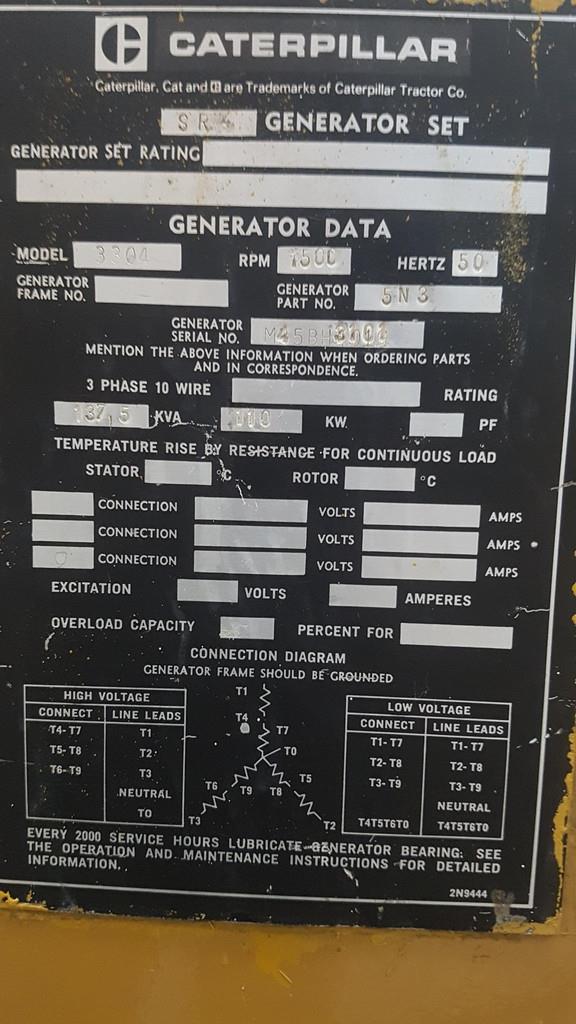 CATERPILLAR
Caterpillar, Cat and C are Trademarks of Caterpillar Tractor Co.
SR4 GENERATOR SET
GENERATOR SET RATING
GENERATOR DATA
MODEL 3304 RPM 1500 HERTZ 50
GENERATOR FRAME NO. GENERATOR PART NO. 5N3
GENERATOR SERIAL NO.
MENTION THE ABOVE INFORMATION WHEN ORDERING PARTS
AND IN CORRESPONDENCE.
3 PHASE 10 WIRE RATING
137,5 KVA 110 KW PF
TEMPERATURE RISE BY RESISTANCE FOR CONTINUOUS LOAD
STATOR °C ROTOR °C
CONNECTION VOLTS AMPS
CONNECTION VOLTS AMPS
CONNECTION VOLTS AMPS
EXCITATION VOLTS AMPERES
OVERLOAD CAPACITY PERCENT FOR
CONNECTION DIAGRAM
GENERATOR FRAME SHOULD BE GROUNDED
HIGH VOLTAGE
CONNECT LINE LEADS
T4-T7 T1
T5-T8 T2
T6-T9 T3
NEUTRAL
TO
T1
T4
T7
TO
T6
T9
T8
T5
T3
T2
LOW VOLTAGE
CONNECT LINE LEADS
T1-T7 T1-T7
T2-T8 T2-T8
T3-T9 T3-T9
NEUTRAL
T4T5T6T0 T4T5T6T0
EVERY 2000 SERVICE HOURS LUBRICATE GENERATOR BEARING: SEE
THE OPERATION AND MAINTENANCE INSTRUCTIONS FOR DETAILED
INFORMATION.
2N9444